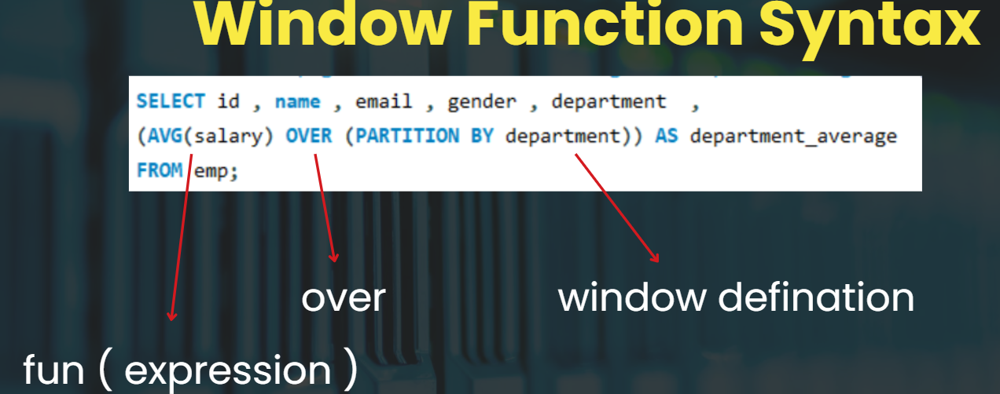 Window Function Syntax
SELECT id , name , email , gender , department ,
(AVG(salary) OVER (PARTITION BY department)) AS department_average
FROM emp;
over
window defination
fun ( expression )